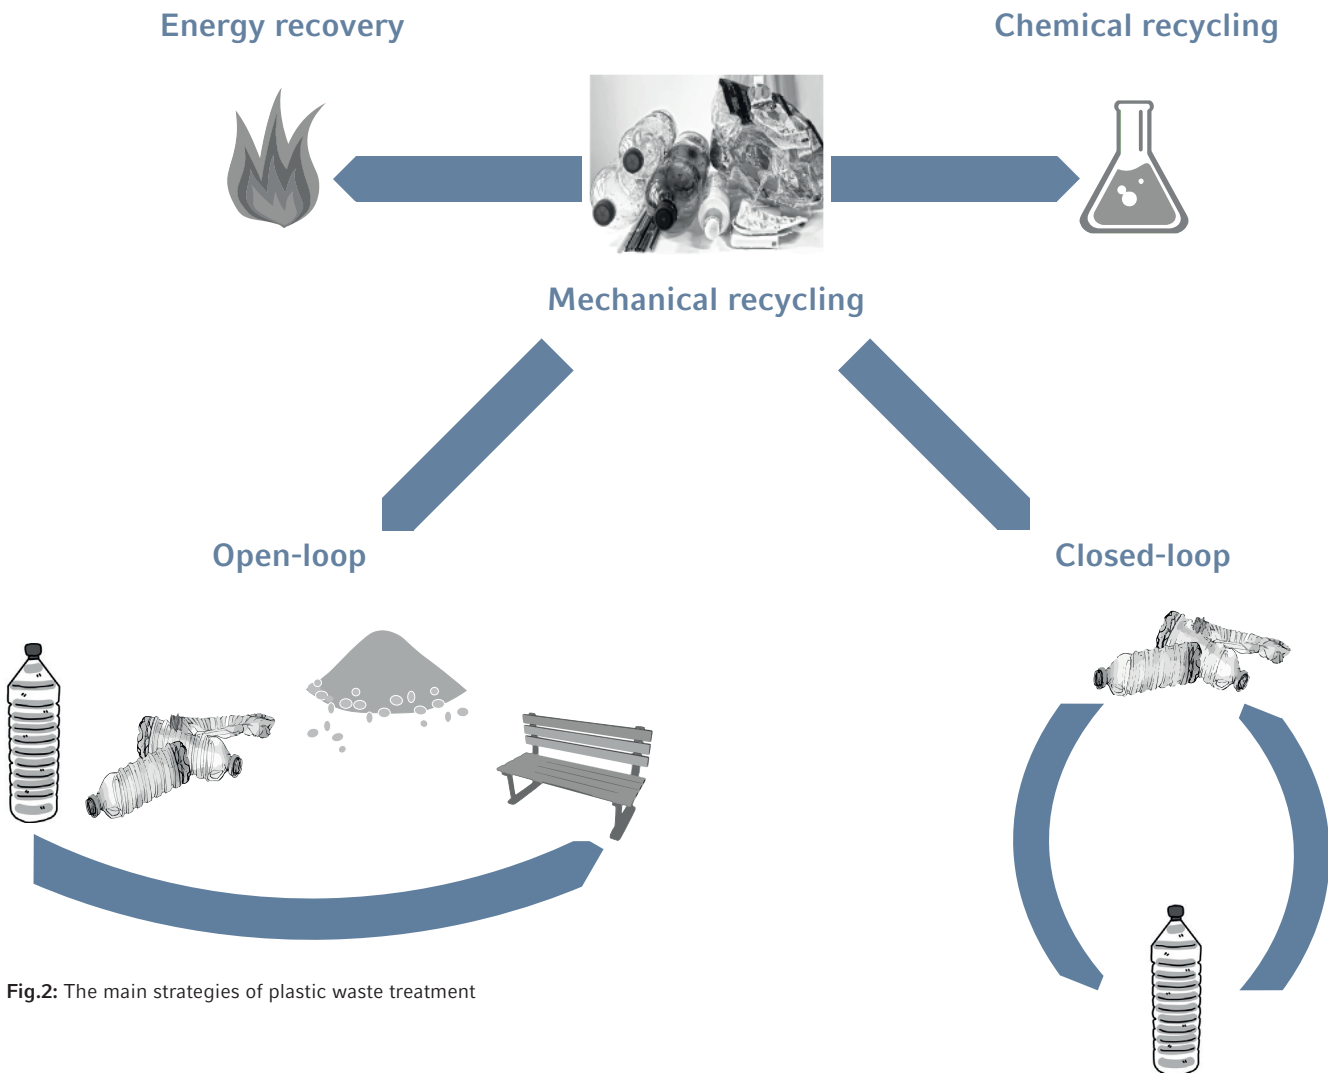 Energy recovery
Chemical recycling
Mechanical recycling
Open-loop
Closed-loop
Fig.2: The main strategies of plastic waste treatment